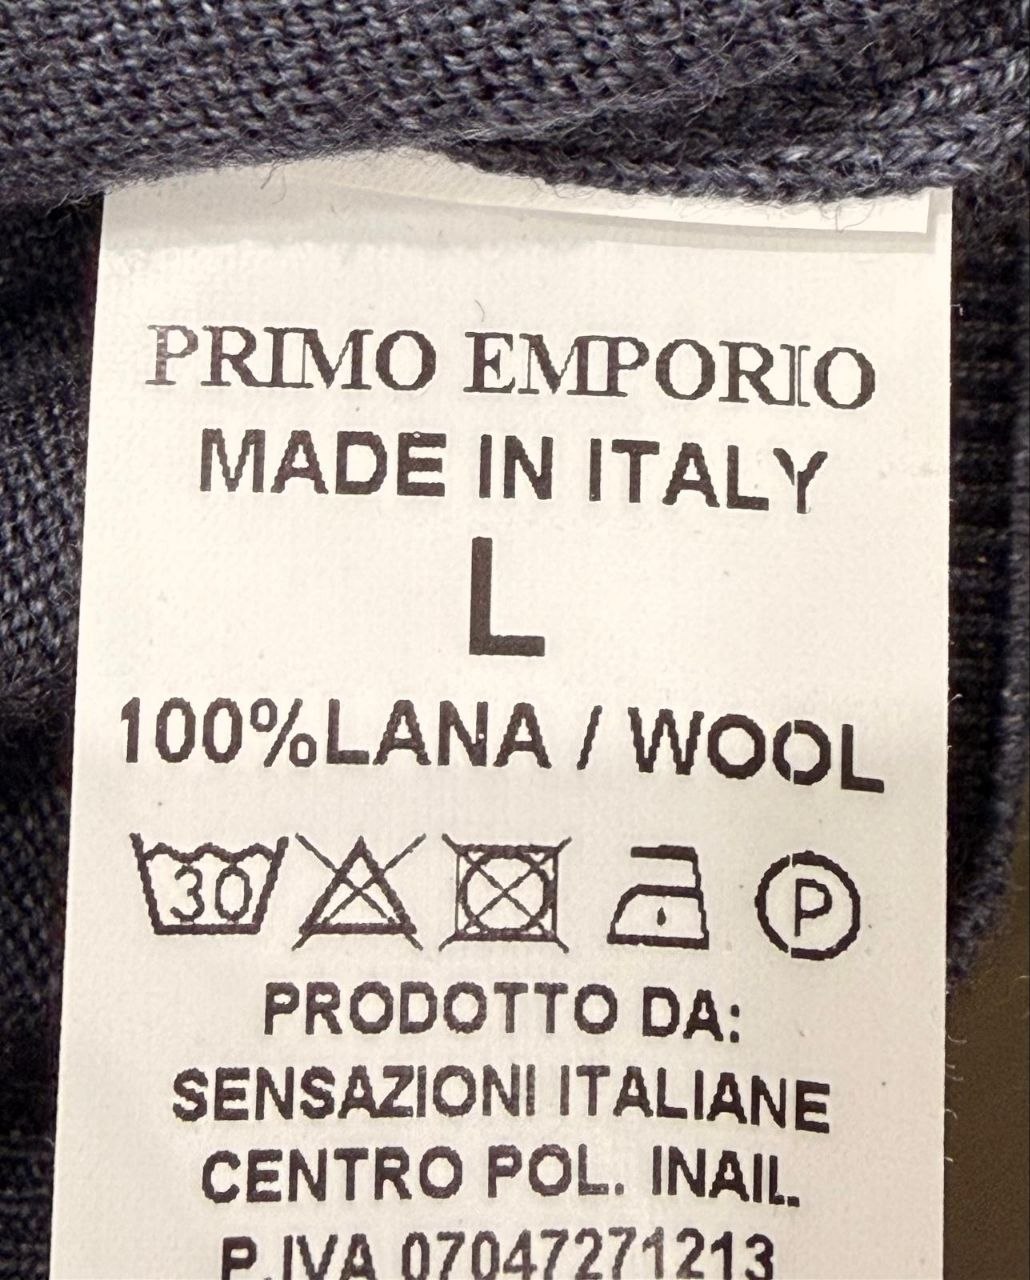 PRIMO EMPORIO
MADE IN ITALY
L
100%LANA / WOOL
30 P
PRODOTTO DA:
SENSAZIONI ITALIANE
CENTRO POL. INAIL.
P.IVA 07047271213